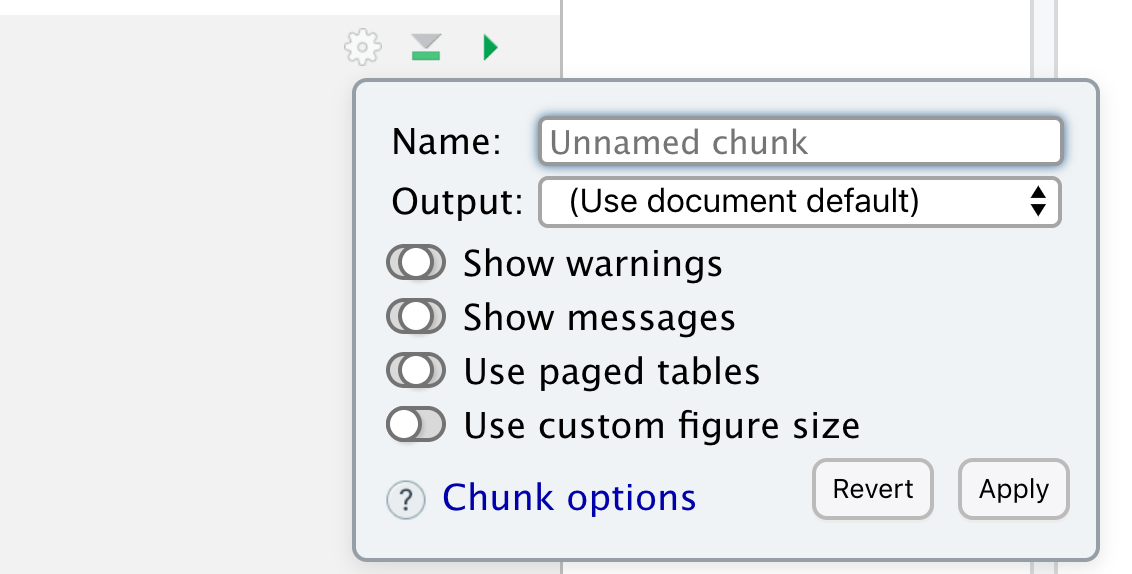 Name: Unnamed chunk
Output: (Use document default)
Show warnings
Show messages
Use paged tables
Use custom figure size
? Chunk options Revert Apply